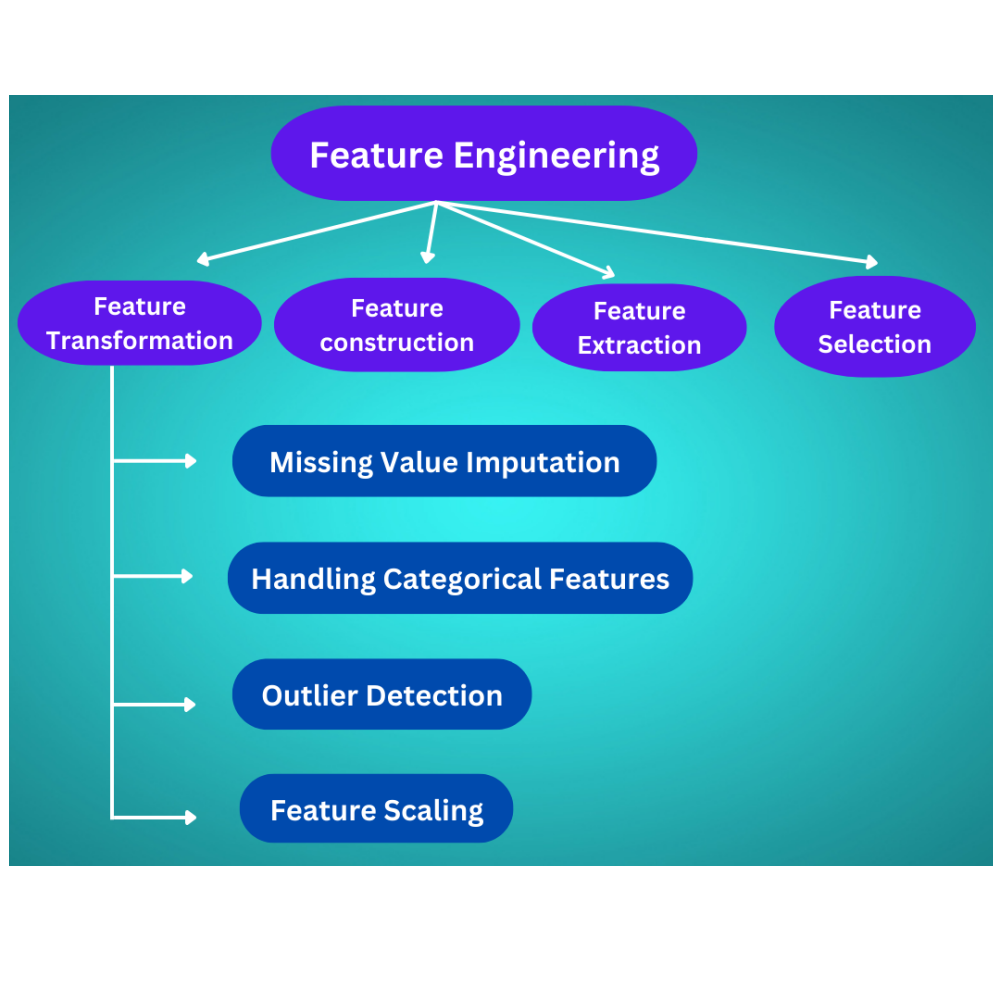 Feature Engineering
Feature
Transformation
Feature
construction
Feature
Extraction
Feature
Selection
Missing Value Imputation
Handling Categorical Features
Outlier Detection
Feature Scaling